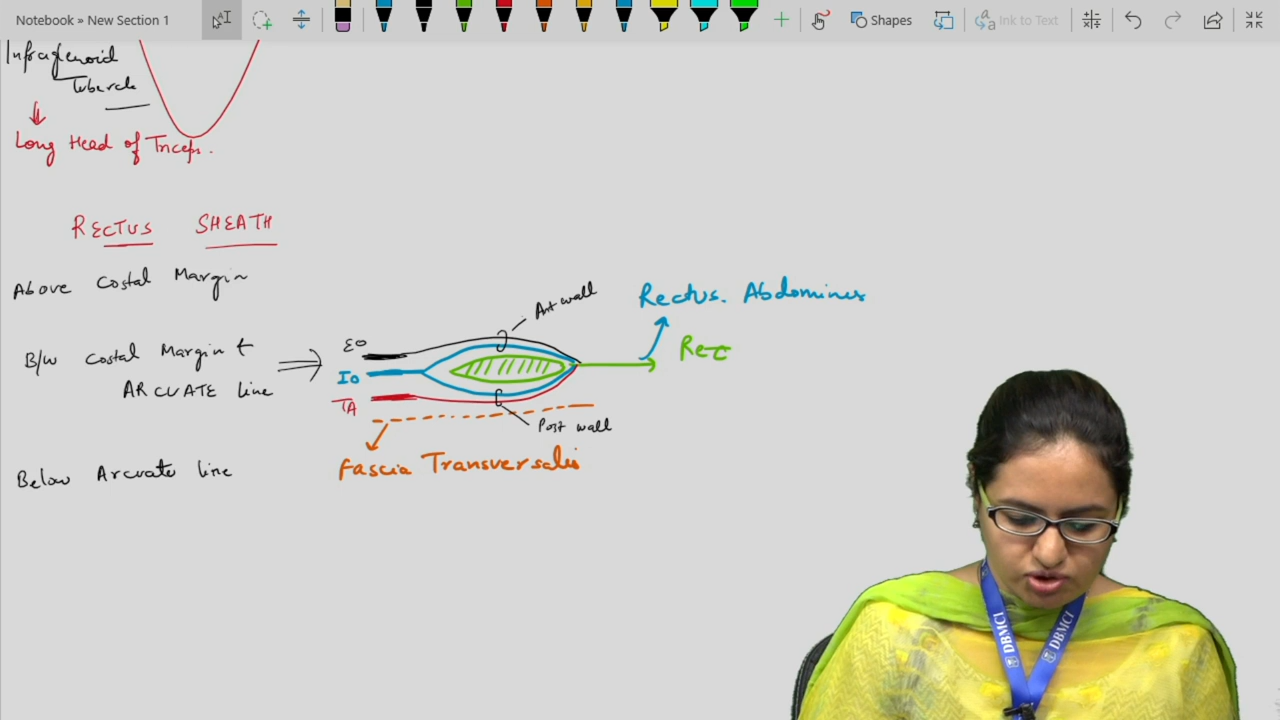 Notebook » New Section 1
Shapes
Ink to Text
Infraglenoid
Tubercle
Long Head of Triceps.
RECTUS SHEATH
Above Costal Margin
B/w Costal Margin &
ARCUATE line
Below Arcuate line
EO
IO
TA
Ant wall
Post wall
Fascia Transversalis
Rectus. Abdominis
Rec
DBMCI
DBMCI